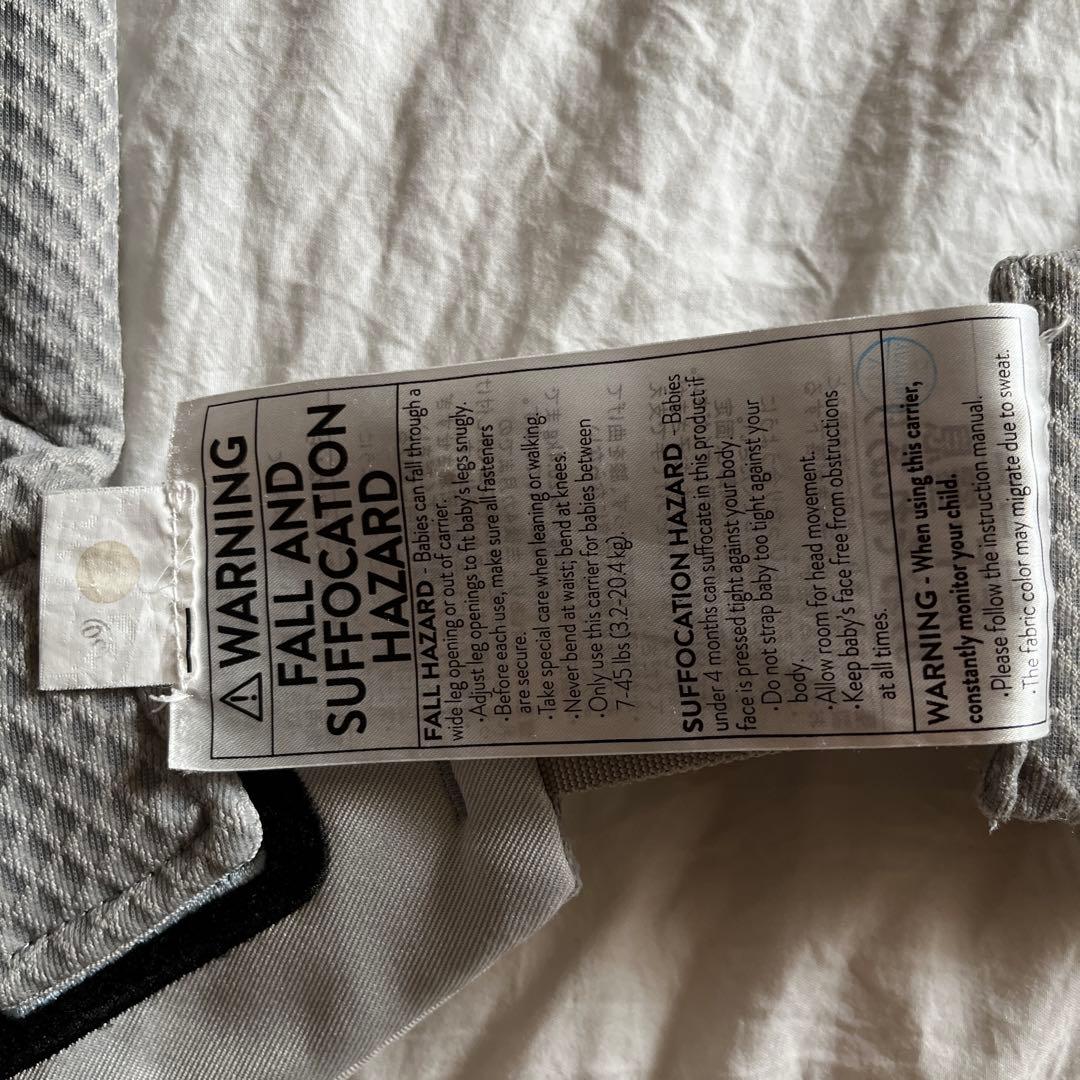 ⚠ WARNING
FALL AND
SUFFOCATION
HAZARD
FALL HAZARD - Babies can fall through a
wide leg opening or out of carrier.
•Adjust leg openings to fit baby's legs snugly.
•Before each use, make sure all fasteners
are secure.
•Take special care when leaning or walking.
•Never bend at waist; bend at knees.
•Only use this carrier for babies between
7-45 lbs (3.2-20.4kg).
SUFFOCATION HAZARD – Babies
under 4 months can suffocate in this product if
face is pressed tight against your body.
•Do not strap baby too tight against your
body.
•Allow room for head movement.
•Keep baby's face free from obstructions
at all times.
WARNING - When using this carrier,
constantly monitor your child.
•Please follow the instruction manual.
•The fabric color may migrate due to sweat.